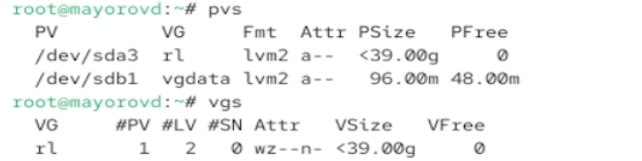 root@mayorovd:~# pvs
  PV         VG     Fmt  Attr PSize   PFree
  /dev/sda3  rl     lvm2 a--  <39.00g     0
  /dev/sdb1  vgdata lvm2 a--   96.00m 48.00m
root@mayorovd:~# vgs
  VG     #PV #LV #SN Attr   VSize   VFree
  rl       1   2   0 wz--n- <39.00g     0